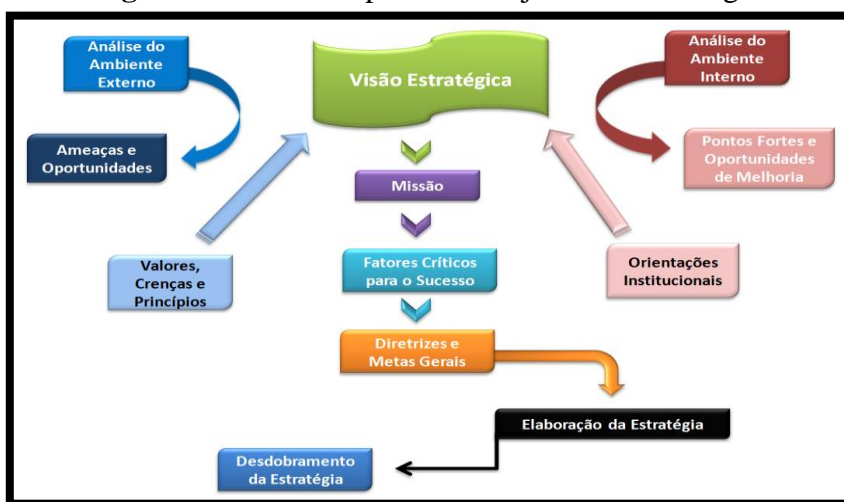 Análise do
Ambiente
Externo
Visão Estratégica
Análise do
Ambiente
Interno
Ameaças e
Oportunidades
Pontos Fortes e
Oportunidades
de Melhoria
Missão
Valores,
Crenças e
Princípios
Fatores Críticos
para o Sucesso
Orientações
Institucionais
Diretrizes e
Metas Gerais
Elaboração da Estratégia
Desdobramento
da Estratégia